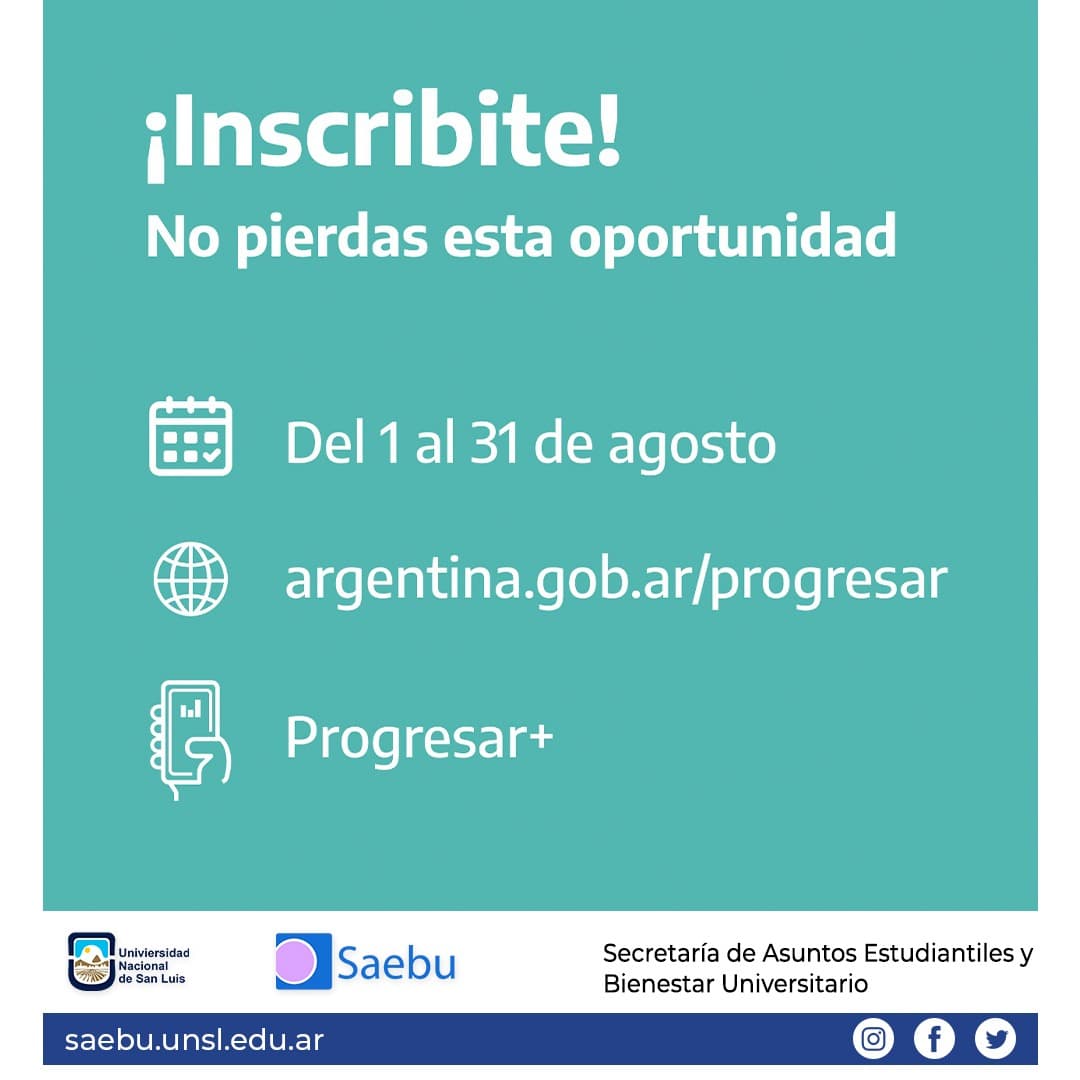 ¡Inscribite!
No pierdas esta oportunidad
Del 1 al 31 de agosto
argentina.gob.ar/progresar
Progresar+
Univiersidad
Nacional
de San Luis
Saebu
Secretaría de Asuntos Estudiantiles y
Bienestar Universitario
saebu.unsl.edu.ar